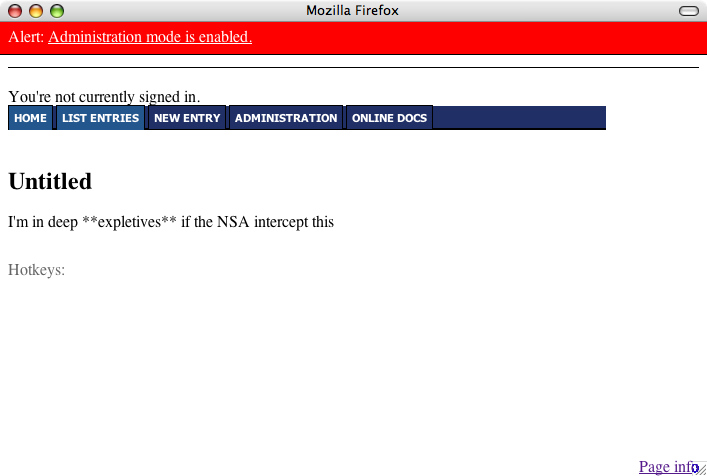 Mozilla Firefox
Alert: Administration mode is enabled.
You're not currently signed in.
HOME LIST ENTRIES NEW ENTRY ADMINISTRATION ONLINE DOCS
Untitled
I'm in deep **expletives** if the NSA intercept this
Hotkeys:
Page info